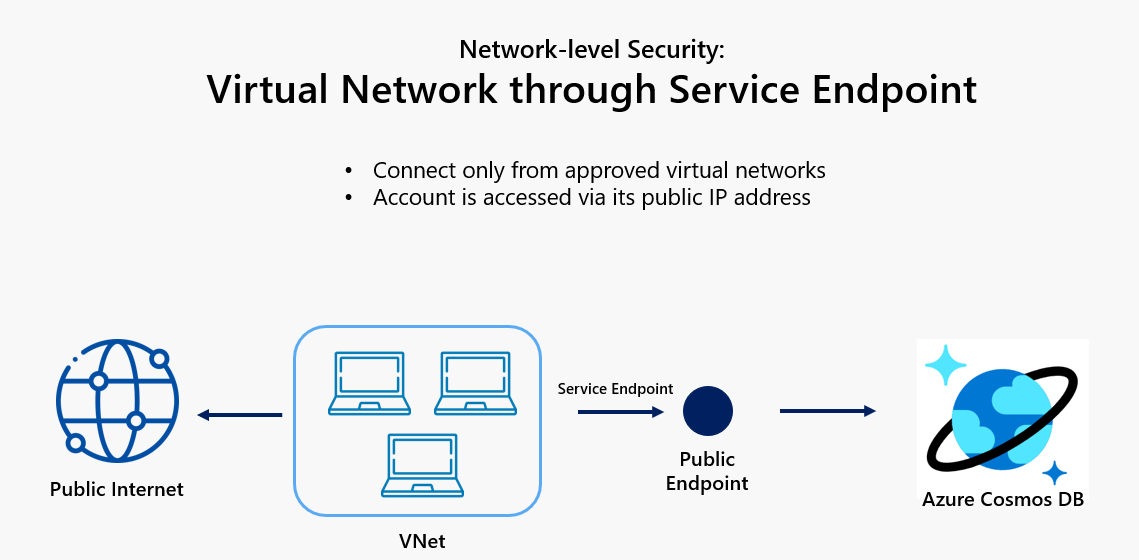 Network-level Security:
Virtual Network through Service Endpoint
• Connect only from approved virtual networks
• Account is accessed via its public IP address
Service Endpoint
Public
Endpoint
Public Internet
VNet
Azure Cosmos DB